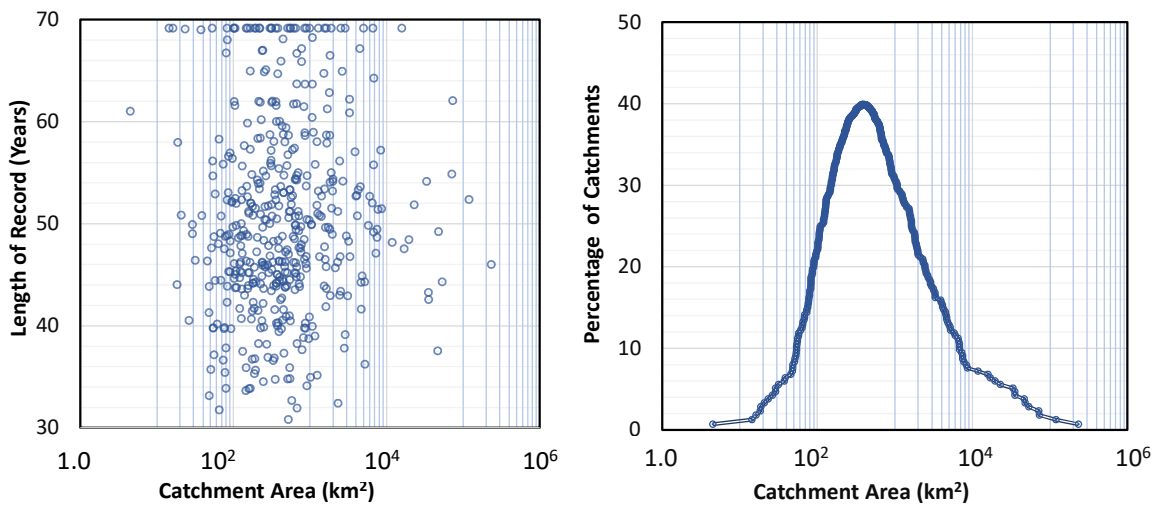 70
60
50
40
30
Length of Record (Years)
1.0 10² 10⁴ 10⁶
Catchment Area (km²)
50
40
30
20
10
0
Percentage of Catchments
1.0 10² 10⁴ 10⁶
Catchment Area (km²)